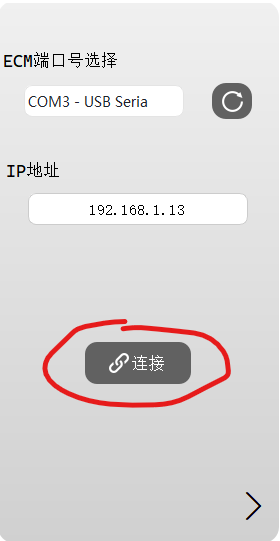 ECM端口号选择
COM3 - USB Seria
IP地址
192.168.1.13
连接